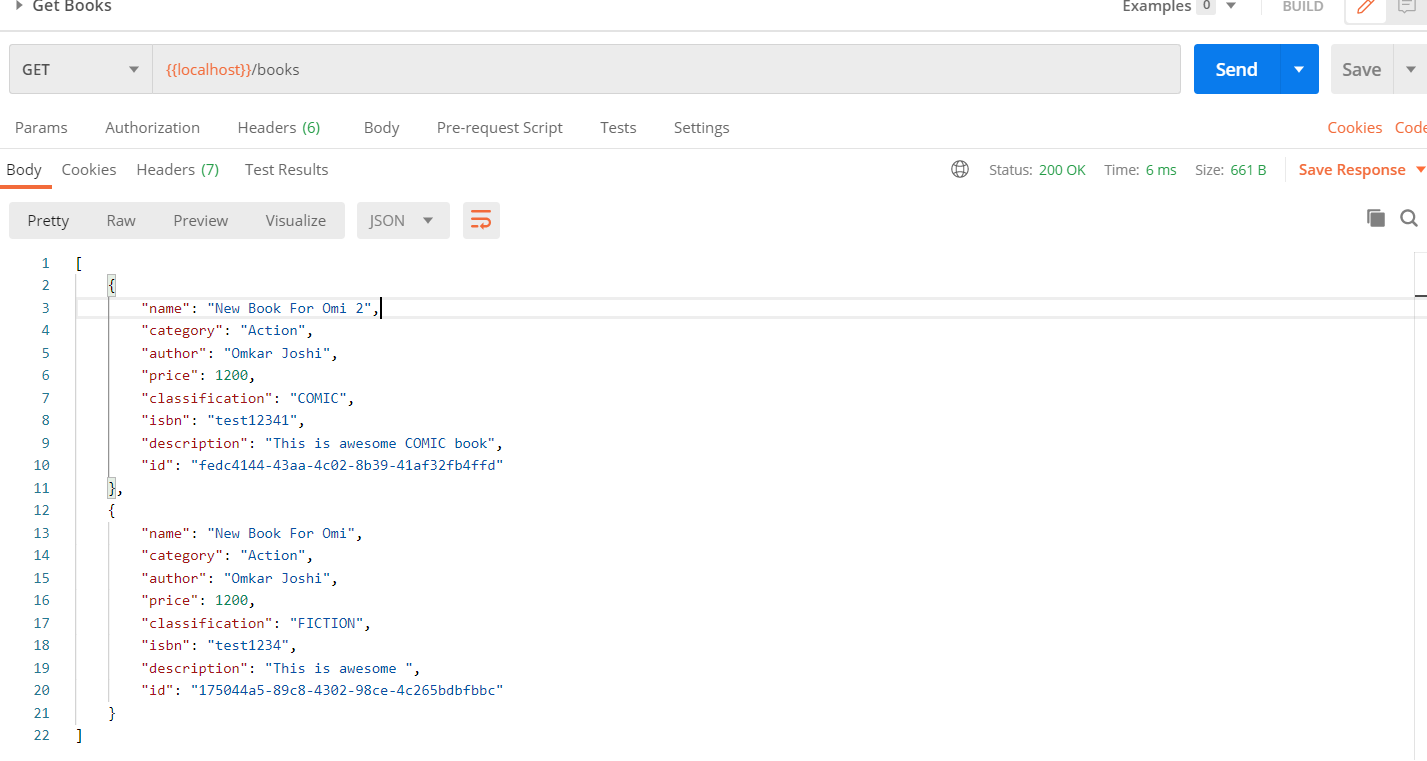 Get Books Examples 0 BUILD
GET {{localhost}}/books Send Save
Params Authorization Headers (6) Body Pre-request Script Tests Settings Cookies Code
Body Cookies Headers (7) Test Results Status: 200 OK Time: 6 ms Size: 661 B Save Response
Pretty Raw Preview Visualize JSON
1 [
2 {
3 "name": "New Book For Omi 2",
4 "category": "Action",
5 "author": "Omkar Joshi",
6 "price": 1200,
7 "classification": "COMIC",
8 "isbn": "test12341",
9 "description": "This is awesome COMIC book",
10 "id": "fedc4144-43aa-4c02-8b39-41af32fb4ffd"
11 },
12 {
13 "name": "New Book For Omi",
14 "category": "Action",
15 "author": "Omkar Joshi",
16 "price": 1200,
17 "classification": "FICTION",
18 "isbn": "test1234",
19 "description": "This is awesome ",
20 "id": "175044a5-89c8-4302-98ce-4c265bdbfbbc"
21 }
22 ]